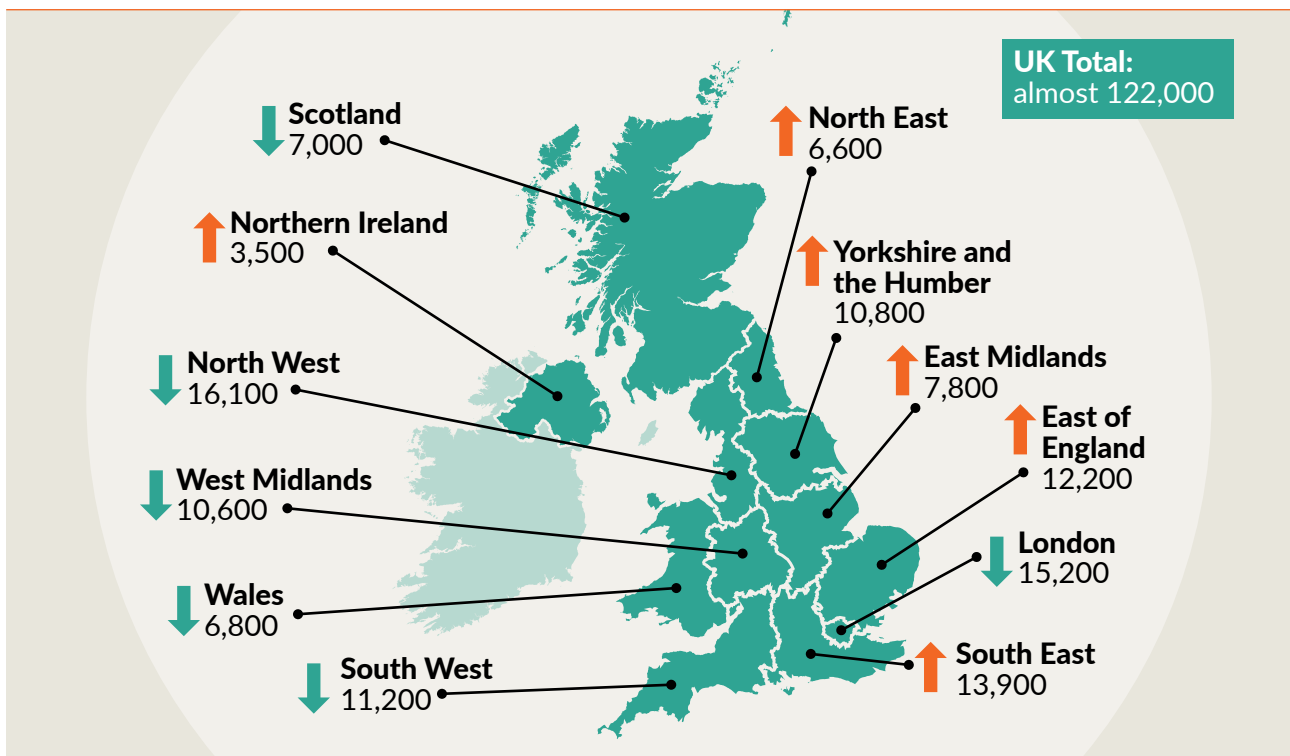 UK Total:
almost 122,000
Scotland
7,000
North East
6,600
Northern Ireland
3,500
Yorkshire and
the Humber
10,800
North West
16,100
East Midlands
7,800
East of
England
12,200
West Midlands
10,600
London
15,200
Wales
6,800
South West
11,200
South East
13,900